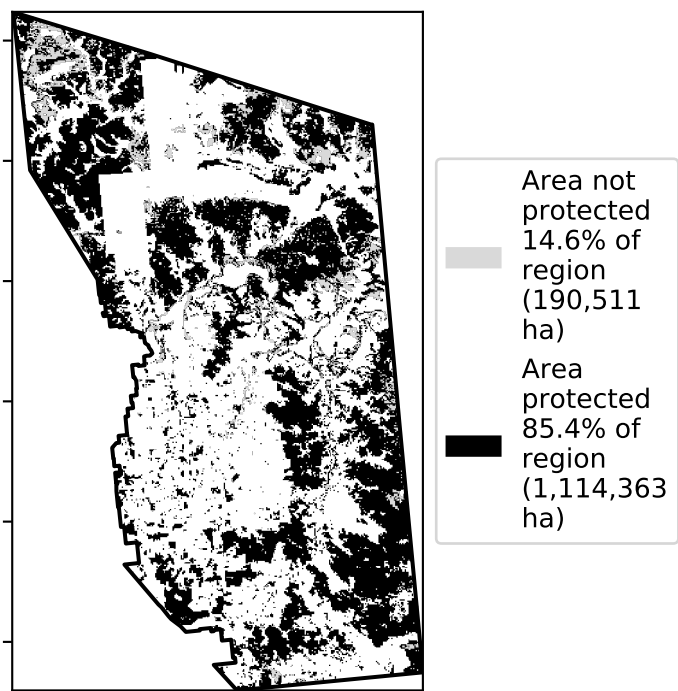 Area not
protected
14.6% of
region
(190,511
ha)
Area
protected
85.4% of
region
(1,114,363
ha)